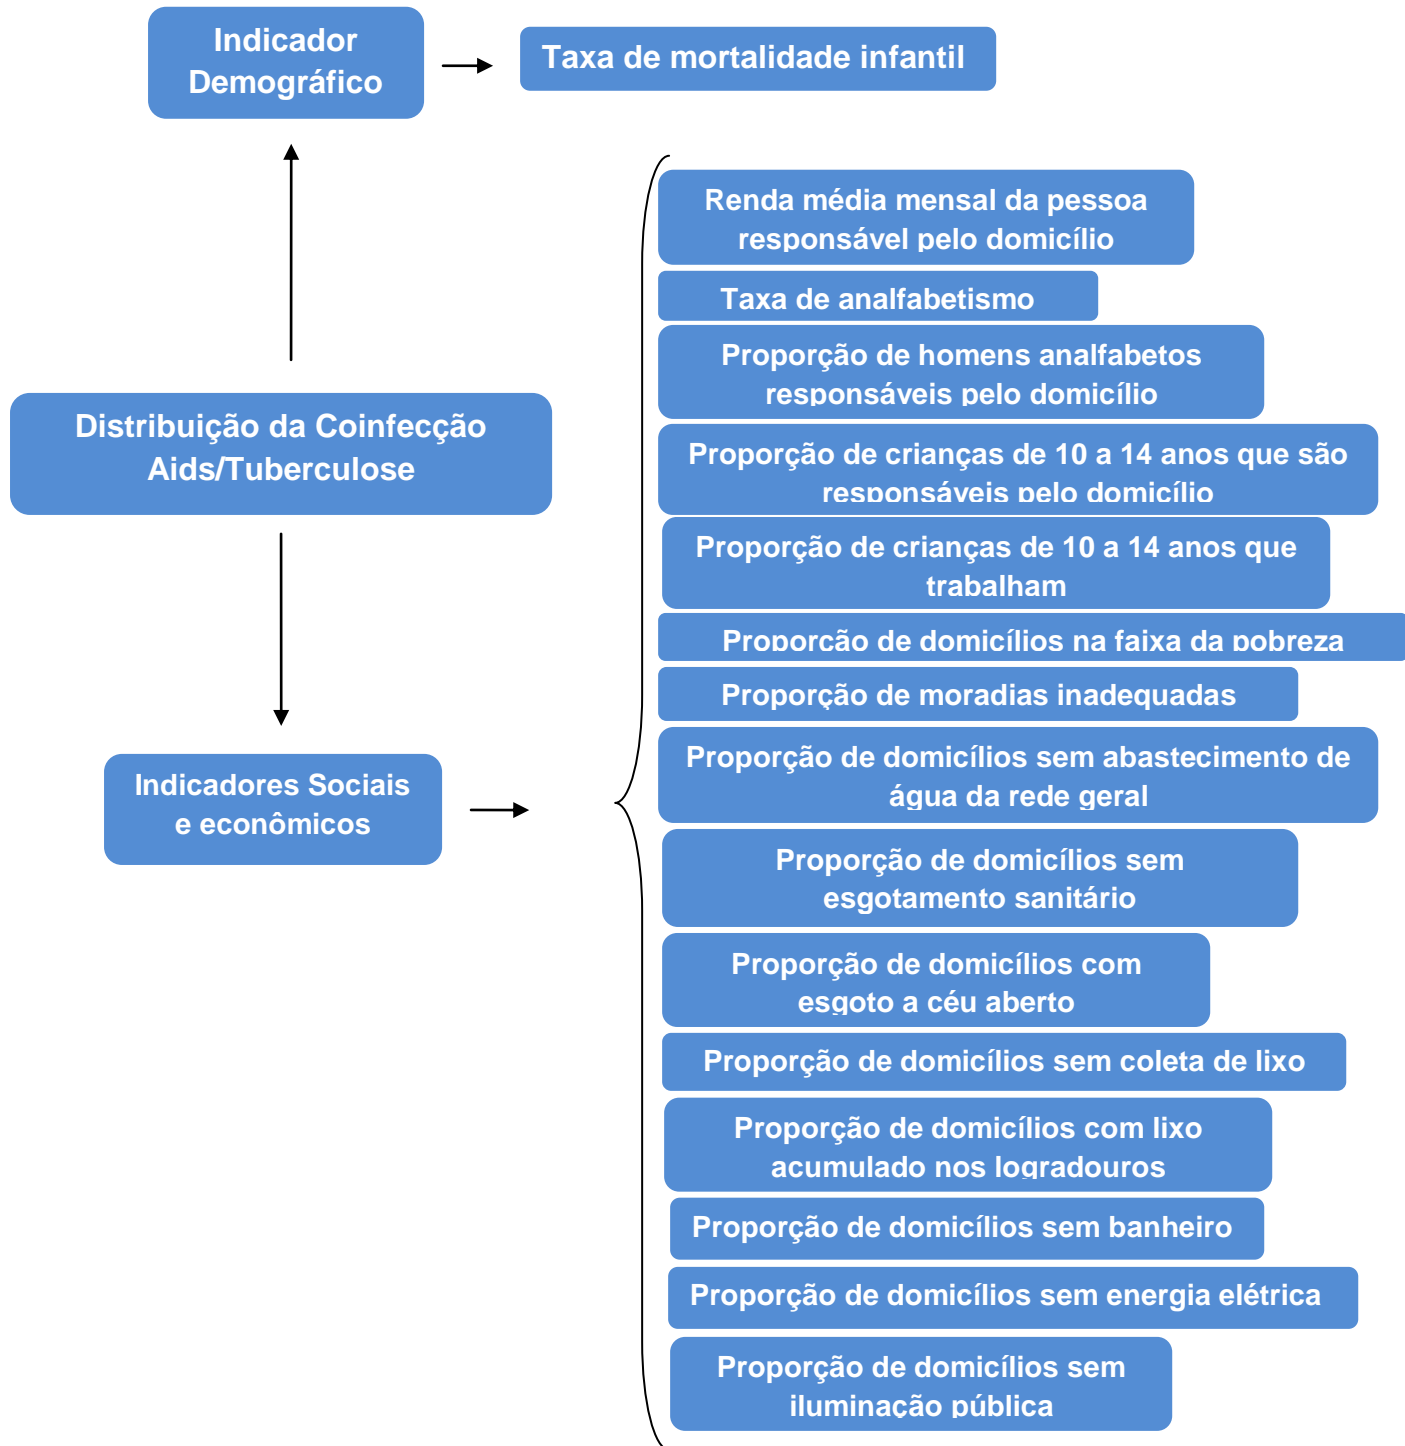 Indicador
Demográfico
Taxa de mortalidade infantil
Renda média mensal da pessoa
responsável pelo domicílio
Taxa de analfabetismo
Proporção de homens analfabetos
responsáveis pelo domicílio
Distribuição da Coinfecção
Aids/Tuberculose
Proporção de crianças de 10 a 14 anos que são
responsáveis pelo domicílio
Proporção de crianças de 10 a 14 anos que
trabalham
Proporção de domicílios na faixa da pobreza
Proporção de moradias inadequadas
Indicadores Sociais
e econômicos
Proporção de domicílios sem abastecimento de
água da rede geral
Proporção de domicílios sem
esgotamento sanitário
Proporção de domicílios com
esgoto a céu aberto
Proporção de domicílios sem coleta de lixo
Proporção de domicílios com lixo
acumulado nos logradouros
Proporção de domicílios sem banheiro
Proporção de domicílios sem energia elétrica
Proporção de domicílios sem
iluminação pública